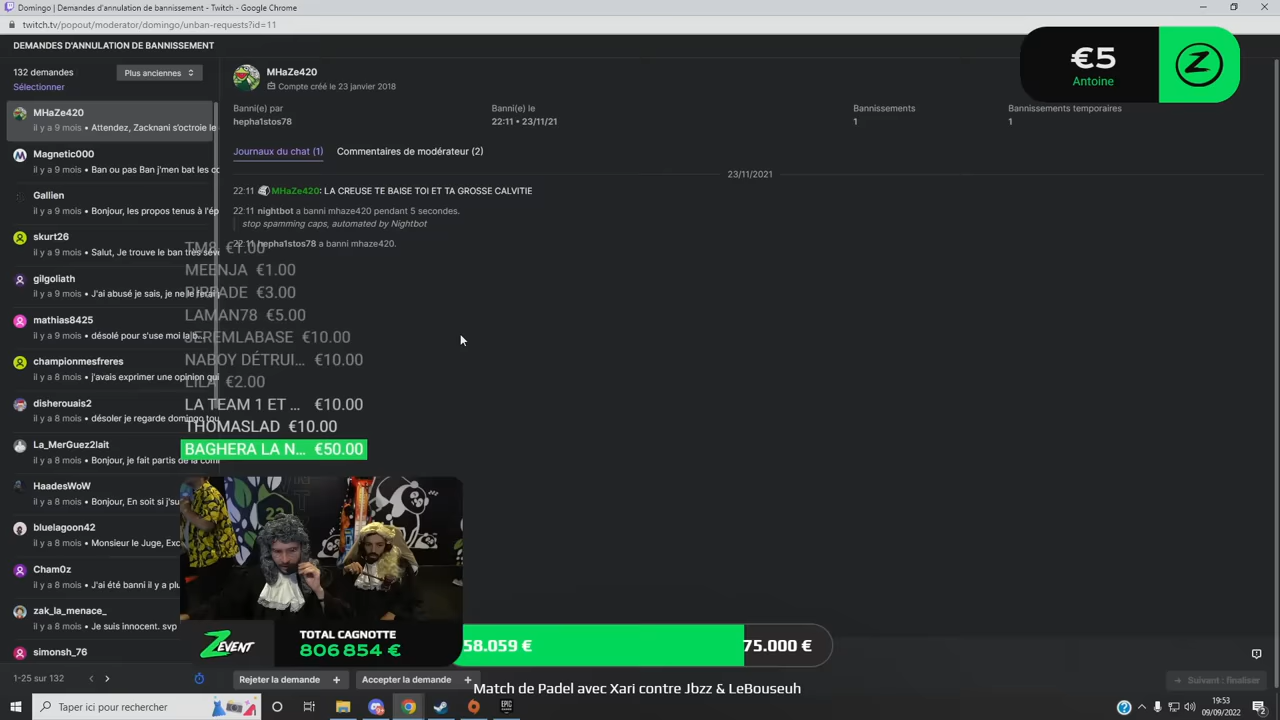 Domingo | Demandes d'annulation de bannissement - Twitch - Google Chrome
twitch.tv/popout/moderator/domingo/unban-requests?id=11
DEMANDES D'ANNULATION DE BANNISSEMENT
132 demandes
Plus anciennes
Sélectionner
MHaZe420
il y a 9 mois • Attendez, Zacknani s'octroie le
Magnetic000
il y a 9 mois • Ban ou pas Ban j'men bat les co
Gallien
il y a 9 mois • Bonjour, les propos tenus à l'ép
skurt26
il y a 9 mois • Salut, Je trouve le ban très sévè
gilgoliath
il y a 9 mois • J'ai abusé je sais, je ne le ferai
mathias8425
il y a 9 mois • désolé pour s'use moi la b...
championmesfreres
il y a 8 mois • j'avais exprimer une opinion qui
disherouais2
il y a 8 mois • désoler je regarde domingo tou
La_MerGuez2lait
il y a 8 mois • Bonjour, je fait partis de la com
HaadesWoW
il y a 8 mois • Bonjour, En soit si j'su
bluelagoon42
il y a 8 mois • Monsieur le Juge, Exc
Cham0z
il y a 8 mois • J'ai été banni il y a plu
zak_la_menace_
il y a 8 mois • Je suis innocent. svp
simonsh_76
1-25 sur 132
MHaZe420
Compte créé le 23 janvier 2018
Banni(e) par
hepha1stos78
Banni(e) le
22:11 • 23/11/21
Bannissements
1
Bannissements temporaires
1
Journaux du chat (1)
Commentaires de modérateur (2)
23/11/2021
22:11 MHaZe420: LA CREUSE TE BAISE TOI ET TA GROSSE CALVITIE
22:11 nightbot a banni mhaze420 pendant 5 secondes.
stop spamming caps, automated by Nightbot
22:11 hepha1stos78 a banni mhaze420.
€5
Antoine
Z
TM8 €1.00
MEENJA €1.00
€3.00
LAMAN78 €5.00
JEREMLABASE €10.00
NABOY DÉTRUI... €10.00
LILA €2.00
LA TEAM 1 ET ... €10.00
THOMASLAD €10.00
BAGHERA LA N... €50.00
23
ZEVENT
TOTAL CAGNOTTE
806 854 €
58.059 €
75.000 €
Match de Padel avec Xari contre Jbzz & LeBouseuh
Rejeter la demande +
Accepter la demande +
→ Suivant : finaliser
Taper ici pour rechercher
EPIC
19:53
09/09/2022
2